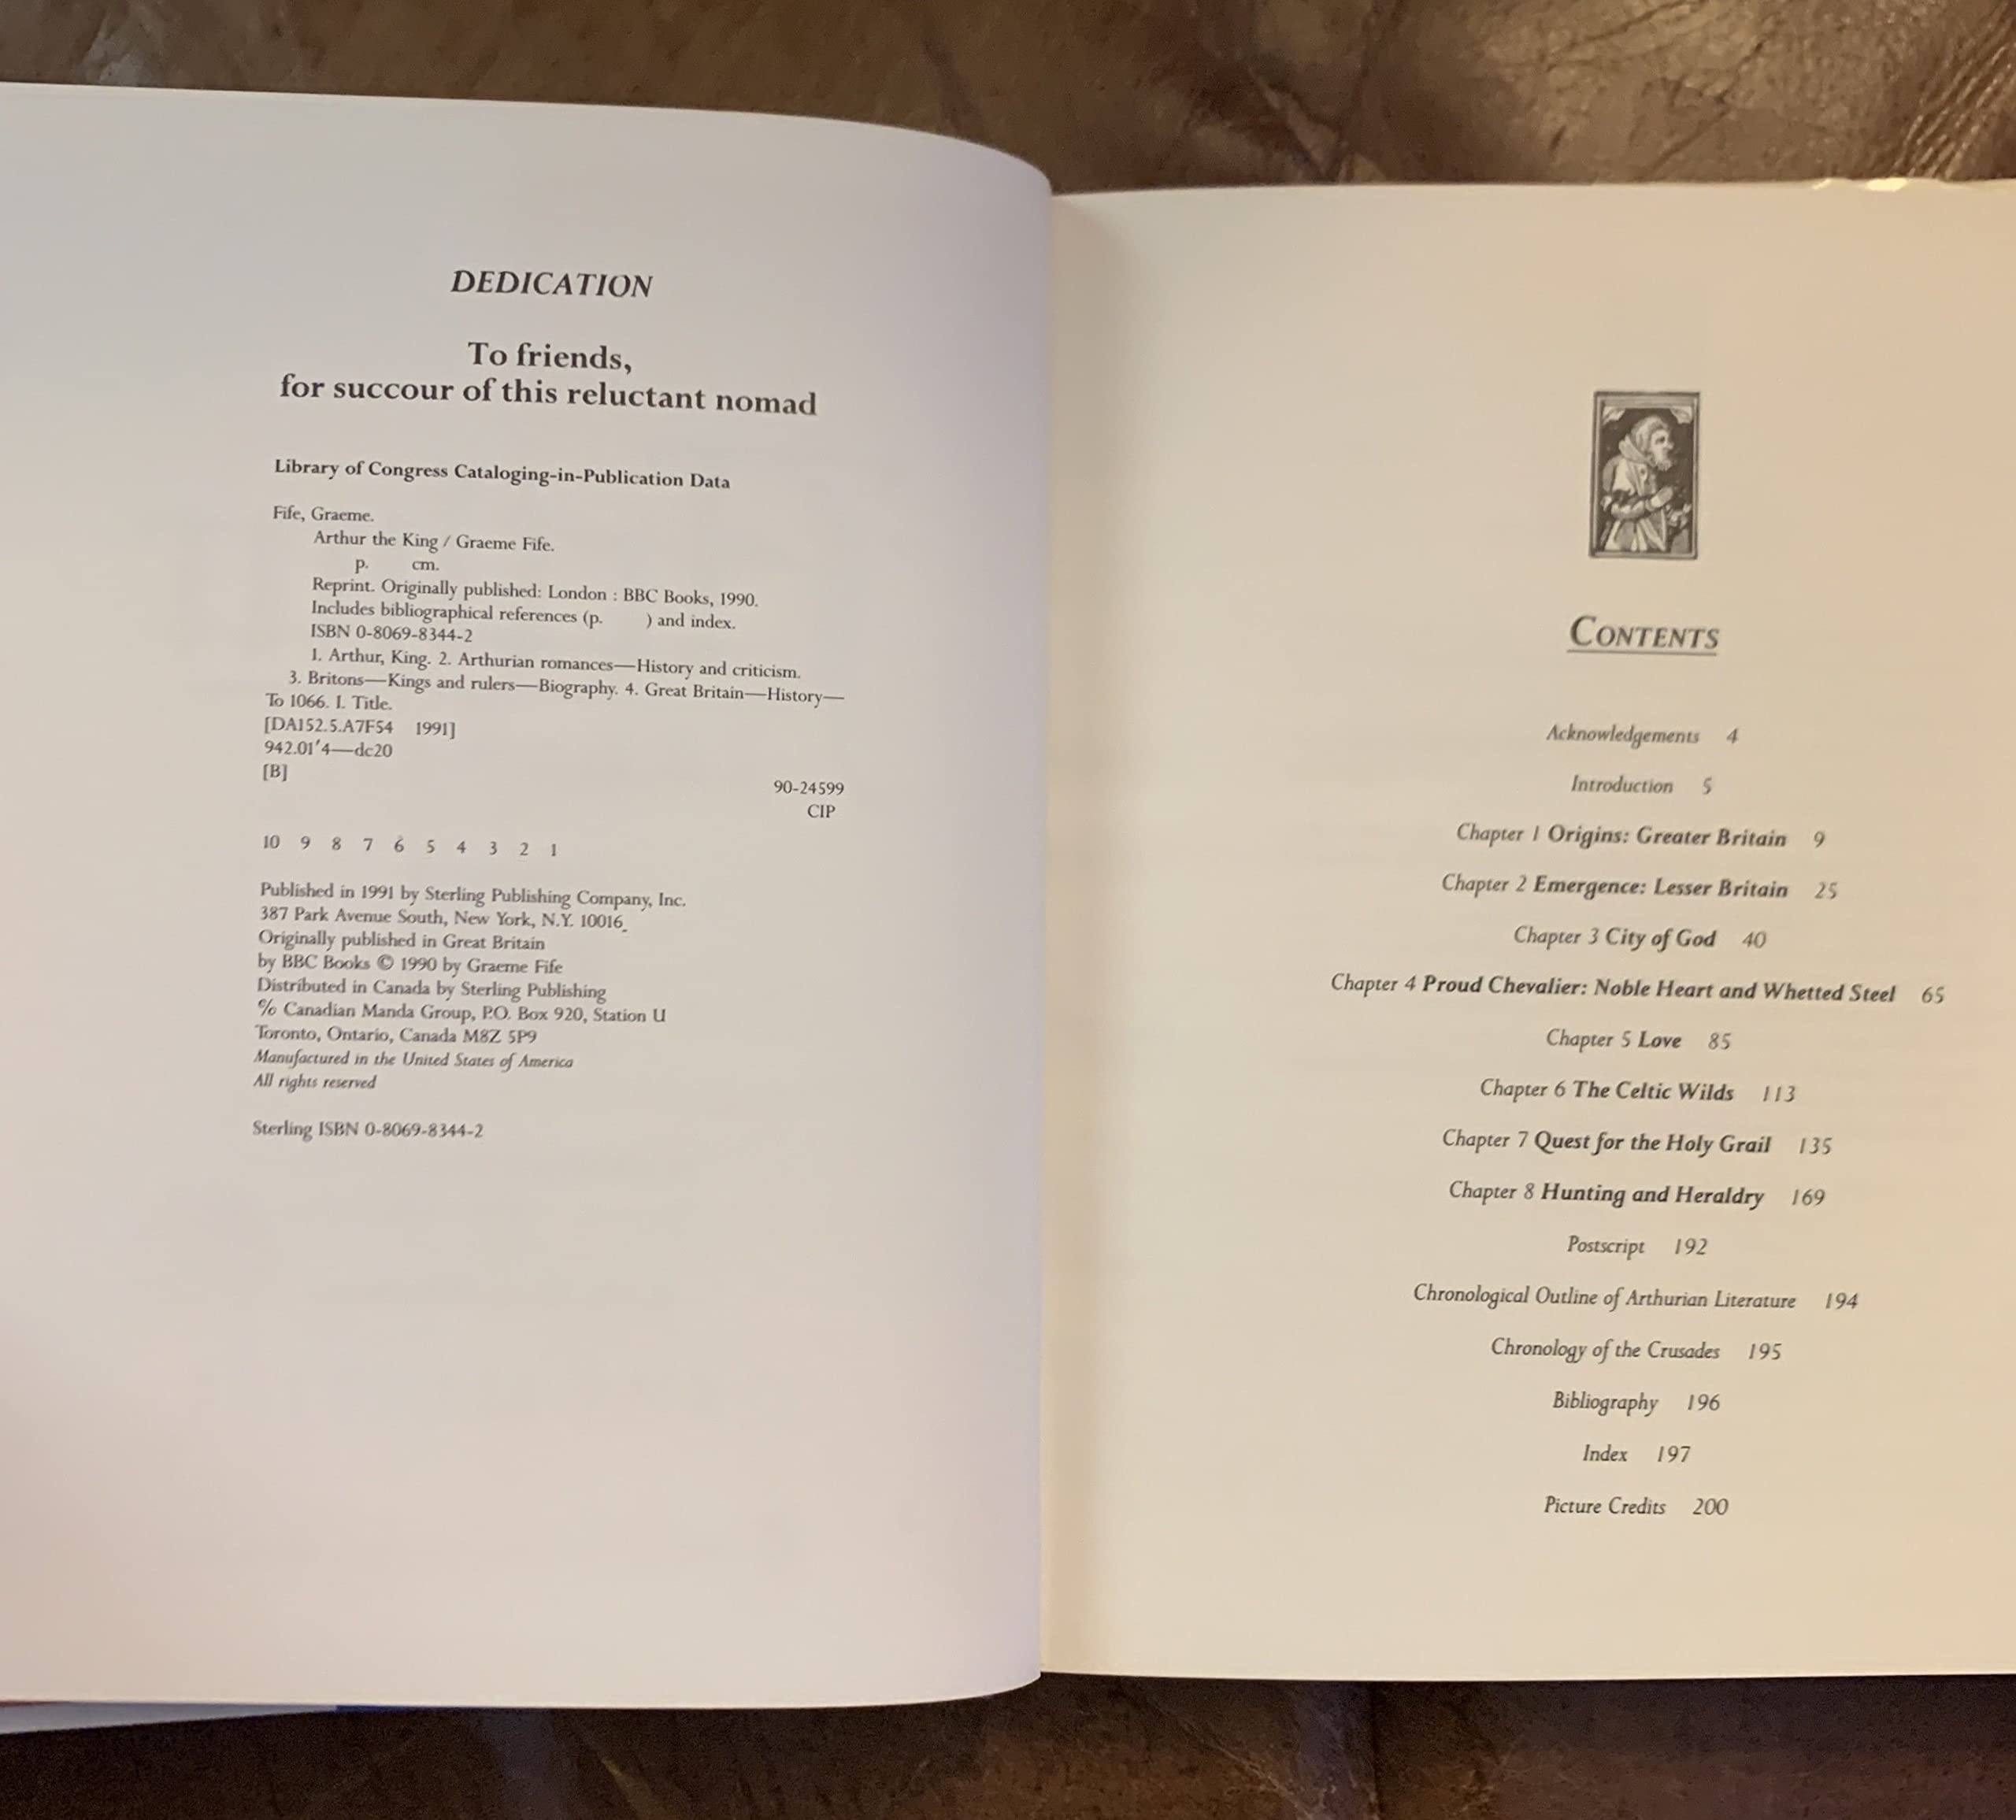 DEDICATION
To friends,
for succour of this reluctant nomad
Library of Congress Cataloging-in-Publication Data
Fife, Graeme.
Arthur the King / Graeme Fife.
p. cm.
Reprint. Originally published: London : BBC Books, 1990.
Includes bibliographical references (p. ) and index.
ISBN 0-8069-8344-2
1. Arthur, King. 2. Arthurian romances—History and criticism.
3. Britons—Kings and rulers—Biography. 4. Great Britain—History—
To 1066. I. Title.
[DA152.5.A7F54 1991]
942.01'4—dc20
[B]
90-24599
CIP
10 9 8 7 6 5 4 3 2 1
Published in 1991 by Sterling Publishing Company, Inc.
387 Park Avenue South, New York, N.Y. 10016
Originally published in Great Britain
by BBC Books © 1990 by Graeme Fife
Distributed in Canada by Sterling Publishing
℅ Canadian Manda Group, P.O. Box 920, Station U
Toronto, Ontario, Canada M8Z 5P9
Manufactured in the United States of America
All rights reserved
Sterling ISBN 0-8069-8344-2
CONTENTS
Acknowledgements 4
Introduction 5
Chapter 1 Origins: Greater Britain 9
Chapter 2 Emergence: Lesser Britain 25
Chapter 3 City of God 40
Chapter 4 Proud Chevalier: Noble Heart and Whetted Steel 65
Chapter 5 Love 85
Chapter 6 The Celtic Wilds 113
Chapter 7 Quest for the Holy Grail 135
Chapter 8 Hunting and Heraldry 169
Postscript 192
Chronological Outline of Arthurian Literature 194
Chronology of the Crusades 195
Bibliography 196
Index 197
Picture Credits 200